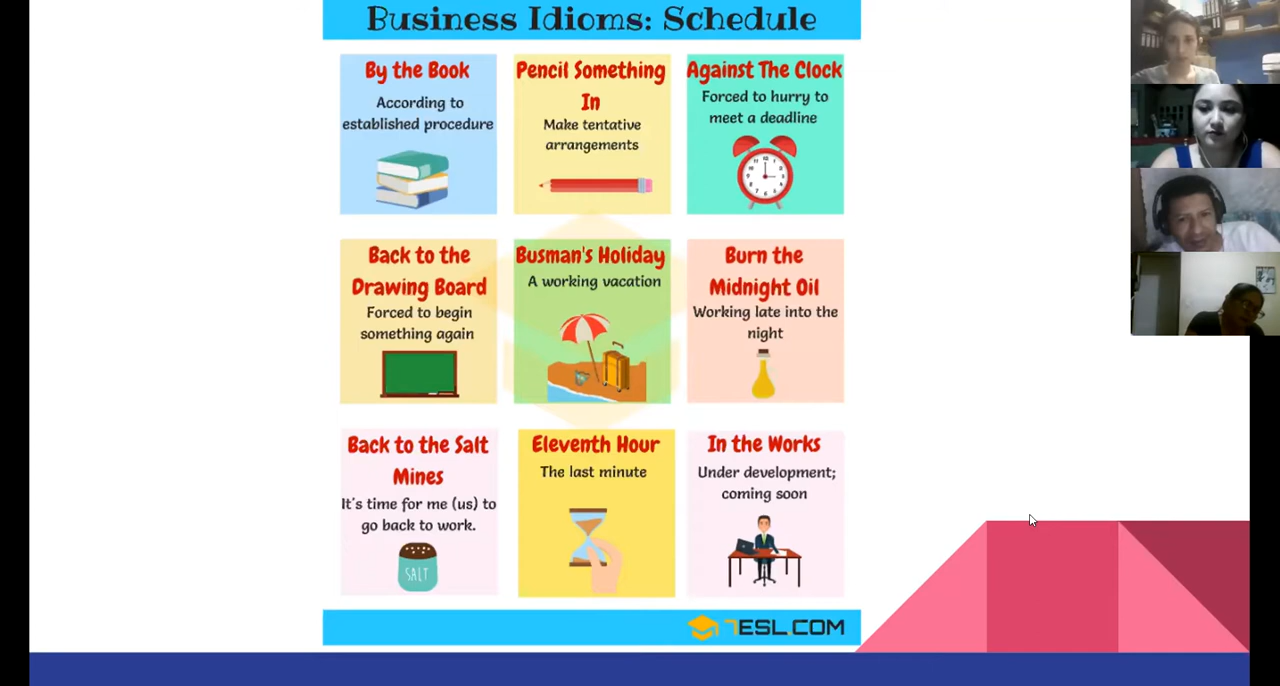 Business Idioms: Schedule
By the Book
According to
established procedure
Pencil Something
In
Make tentative
arrangements
Against The Clock
Forced to hurry to
meet a deadline
Back to the
Drawing Board
Forced to begin
something again
Busman's Holiday
A working vacation
Burn the
Midnight Oil
Working late into the
night
Back to the Salt
Mines
It's time for me (us) to
go back to work.
SALT
Eleventh Hour
The last minute
In the Works
Under development;
coming soon
7ESL.COM